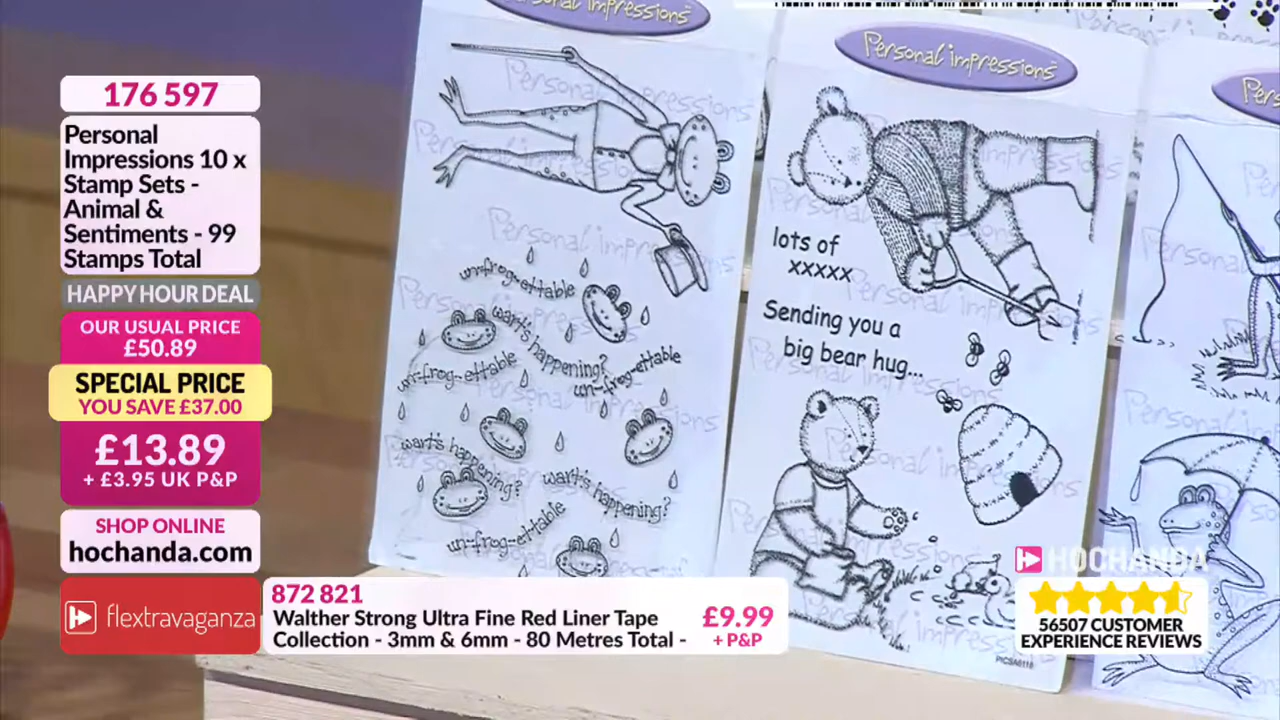 176 597
Personal
Impressions 10 x
Stamp Sets -
Animal &
Sentiments - 99
Stamps Total
HAPPY HOUR DEAL
OUR USUAL PRICE
£50.89
SPECIAL PRICE
YOU SAVE £37.00
£13.89
+ £3.95 UK P&P
SHOP ONLINE
hochanda.com
flextravaganza
872 821
Walther Strong Ultra Fine Red Liner Tape
Collection - 3mm & 6mm - 80 Metres Total -
£9.99
+ P&P
Personal Impressions
un-frog-ettable
wart's happening?
un-frog-ettable
un-frog-ettable
wart's happening?
wart's happening?
un-frog-ettable
Personal Impressions
lots of
xxxxx
Sending you a
big bear hug...
HOCHANDA
56507 CUSTOMER
EXPERIENCE REVIEWS